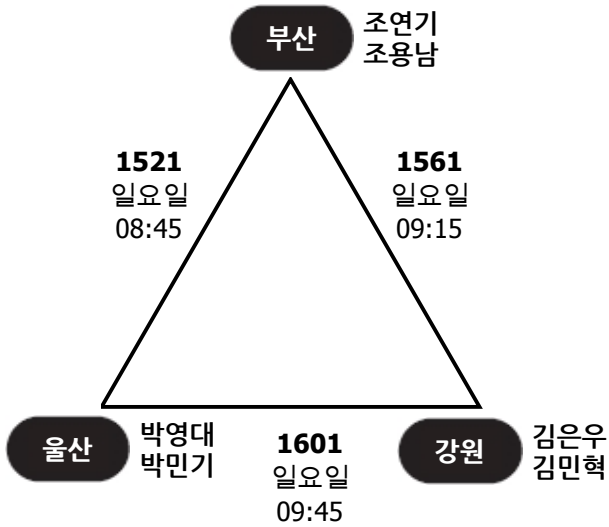 부산
조연기
조용남
1521
일요일
08:45
1561
일요일
09:15
울산
박영대
박민기
1601
일요일
09:45
강원
김은우
김민혁